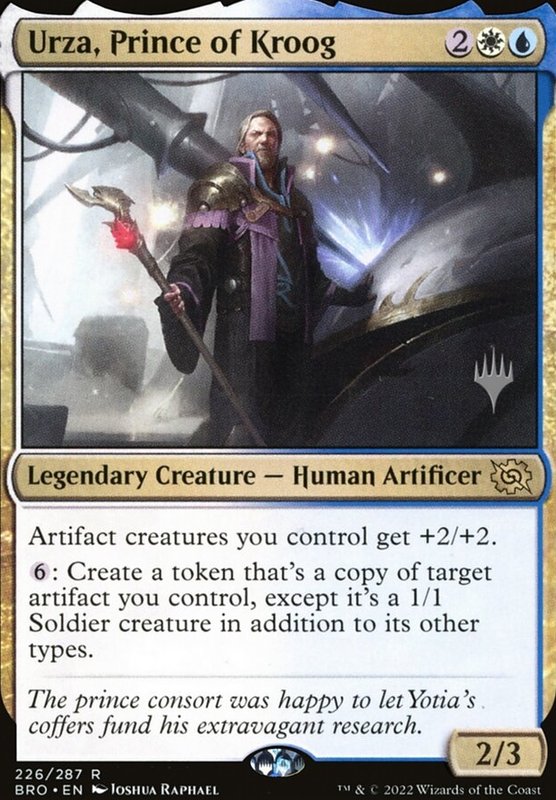 Urza, Prince of Kroog 2
Legendary Creature — Human Artificer
Artifact creatures you control get +2/+2.
6: Create a token that's a copy of target
artifact you control, except it's a 1/1
Soldier creature in addition to its other
types.
The prince consort was happy to let Yotia's
coffers fund his extravagant research.
2/3
226/287 R
BRO • EN Joshua Raphael
™ & © 2022 Wizards of the Coast